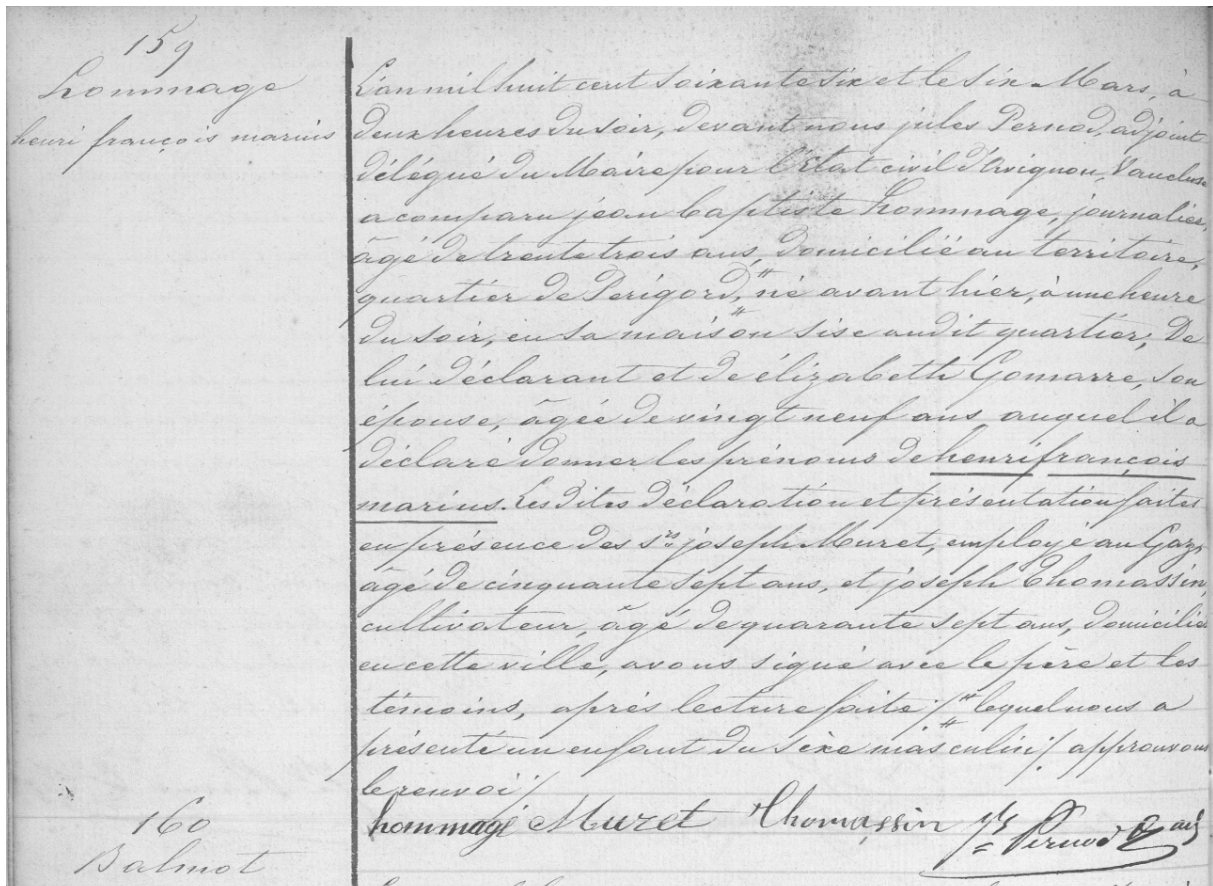 159
hommage
henri françois marius
L'an mil huit cent soixante six et le six Mars, à
deux heures du soir, devant nous jules Pernod, adjoint
délégué du Maire pour l'Etat civil d'Avignon, Vaucluse
a comparu jean baptiste hommage, journalier,
âgé de trente trois ans, domicilié au territoire,
quartier de Périgord, " né avant hier, à une heure
du soir, en sa maison sise audit quartier, De
lui déclarant et de élizabeth Gomarre, son
épouse, âgée de vingt neuf ans auquel il a
déclaré donner les prénoms de henri françois
marius. Les dites déclaration et présentation faites
en présence des srs joseph Muret, employé au Gaz,
âgé de cinquante sept ans, et joseph Thomassin,
cultivateur, âgé de quarante sept ans, domiciliés
en cette ville, avons signé avec le père et les
témoins, après lecture faite ./. " lequel nous a
présenté un enfant du sèxe masculin ./. approuvons
le renvoi /
hommage Muret Thomassin Jls Pernod adj
160
Balmot